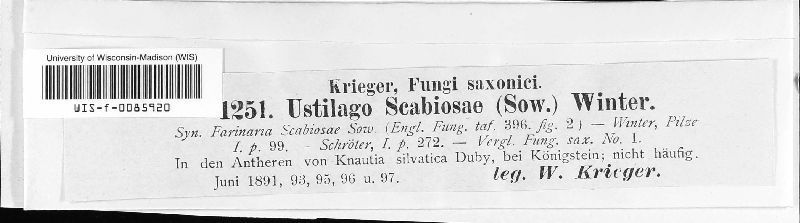 University of Wisconsin-Madison (WIS)
WIS-f-0085920
Krieger, Fungi saxonici.
1251. Ustilago Scabiosae (Sow.) Winter.
Syn. Farinaria Scabiosae Sow. (Engl. Fung. taf. 396. fig. 2) — Winter, Pilze
I. p. 99. - Schröter, I. p. 272. — Vergl. Fung. sax. No. 1.
In den Antheren von Knautia silvatica Duby, bei Königstein; nicht häufig.
Juni 1891, 93, 95, 96 u. 97.
leg. W. Krieger.